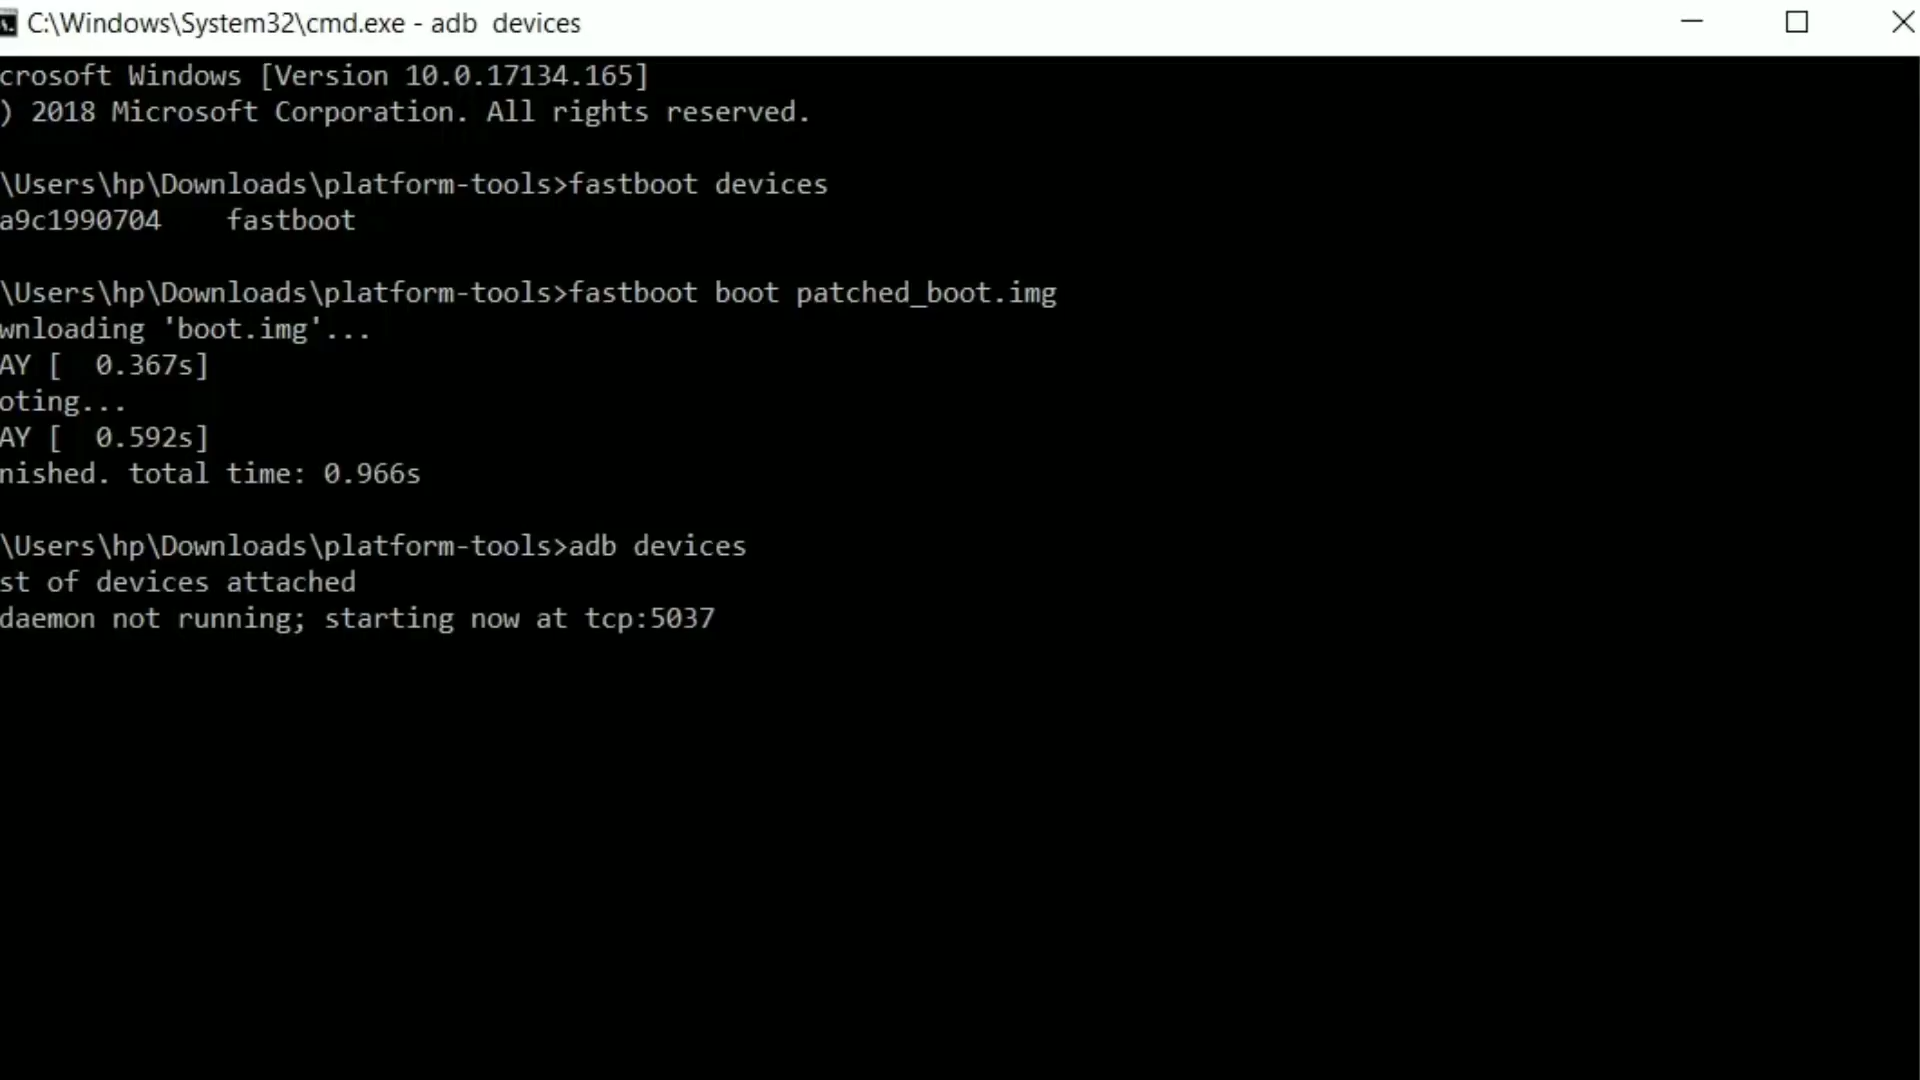 C:\Windows\System32\cmd.exe - adb  devices
crosoft Windows [Version 10.0.17134.165]
) 2018 Microsoft Corporation. All rights reserved.
\Users\hp\Downloads\platform-tools>fastboot devices
a9c1990704    fastboot
\Users\hp\Downloads\platform-tools>fastboot boot patched_boot.img
wnloading 'boot.img'...
AY [  0.367s]
oting...
AY [  0.592s]
nished. total time: 0.966s
\Users\hp\Downloads\platform-tools>adb devices
st of devices attached
daemon not running; starting now at tcp:5037